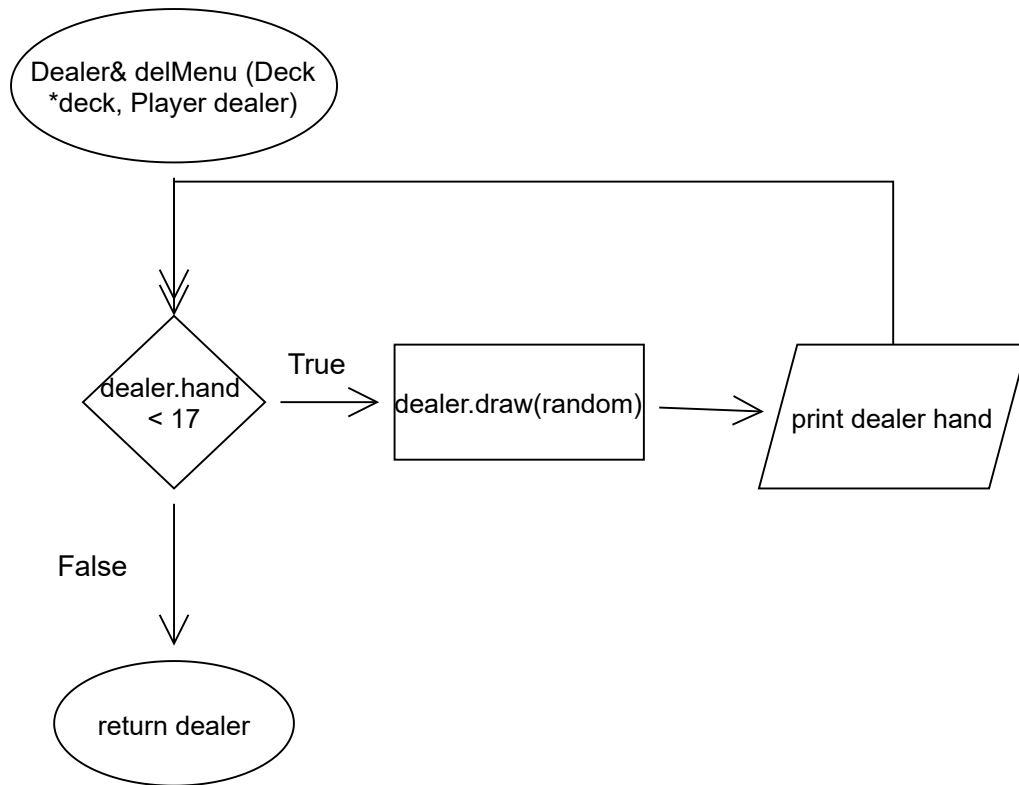 Dealer& delMenu (Deck
*deck, Player dealer)
True
dealer.hand
< 17
dealer.draw(random)
print dealer hand
False
return dealer